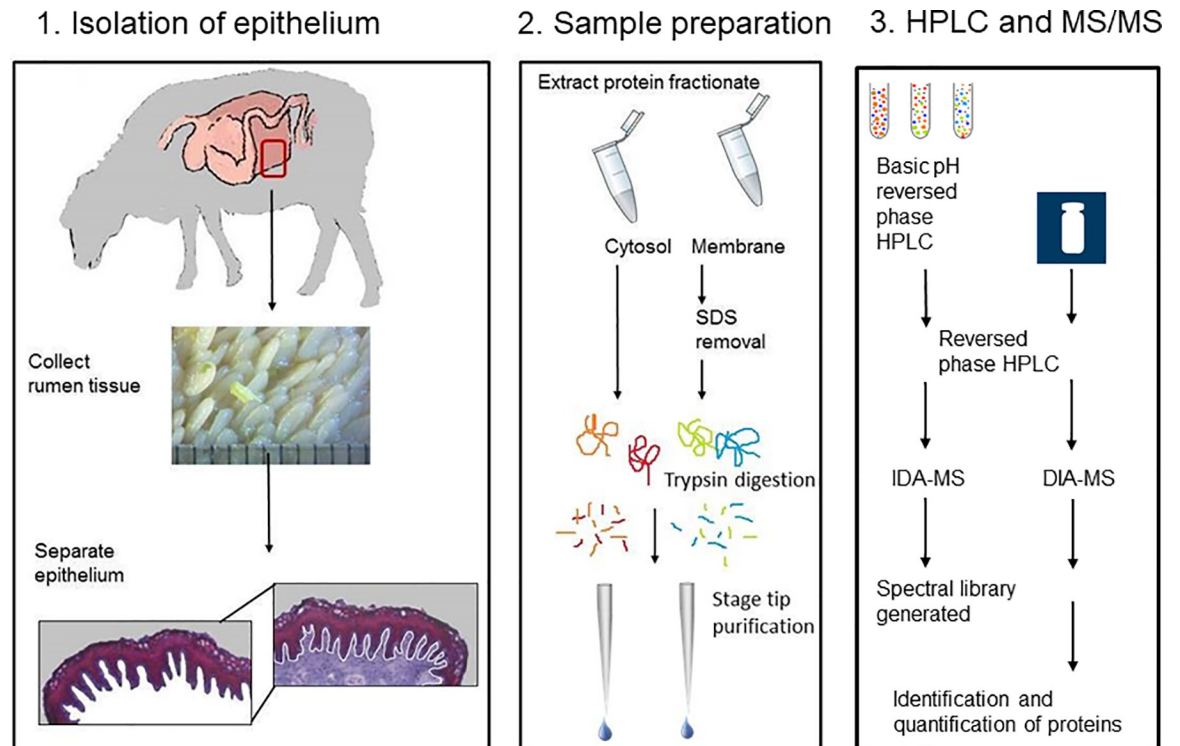 1. Isolation of epithelium
Collect
rumen tissue
Separate
epithelium
2. Sample preparation
Extract protein fractionate
Cytosol
Membrane
SDS
removal
Trypsin digestion
Stage tip
purification
3. HPLC and MS/MS
Basic pH
reversed
phase
HPLC
Reversed
phase HPLC
IDA-MS
DIA-MS
Spectral library
generated
Identification and
quantification of proteins